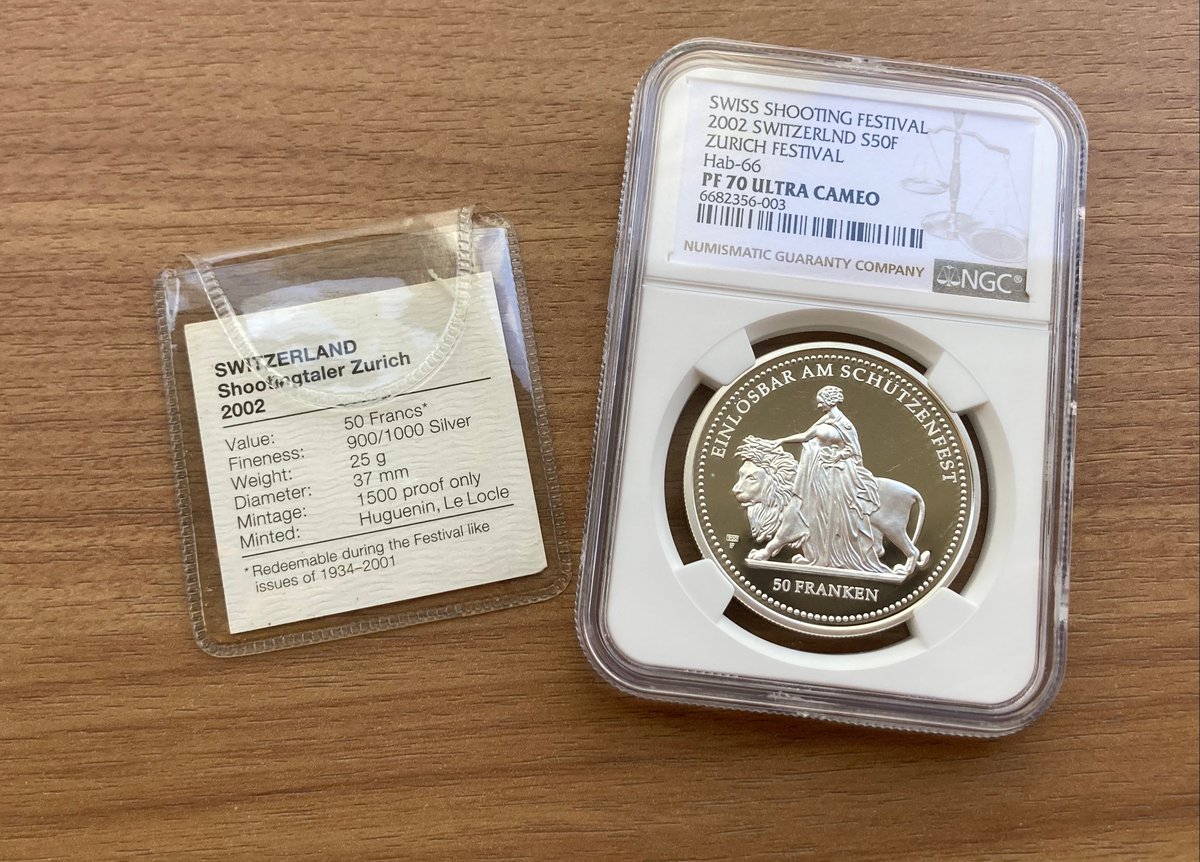 SWITZERLAND
Shootingtaler Zurich
2002
Value: 50 Francs*
Fineness: 900/1000 Silver
Weight: 25 g
Diameter: 37 mm
Mintage: 1500 proof only
Minted: Huguenin, Le Locle
* Redeemable during the Festival like
issues of 1934–2001
SWISS SHOOTING FESTIVAL
2002 SWITZERLND S50F
ZURICH FESTIVAL
Hab-66
PF 70 ULTRA CAMEO
6682356-003
NUMISMATIC GUARANTY COMPANY
NGC®
EINLÖSBAR AM SCHÜTZENFEST
50 FRANKEN